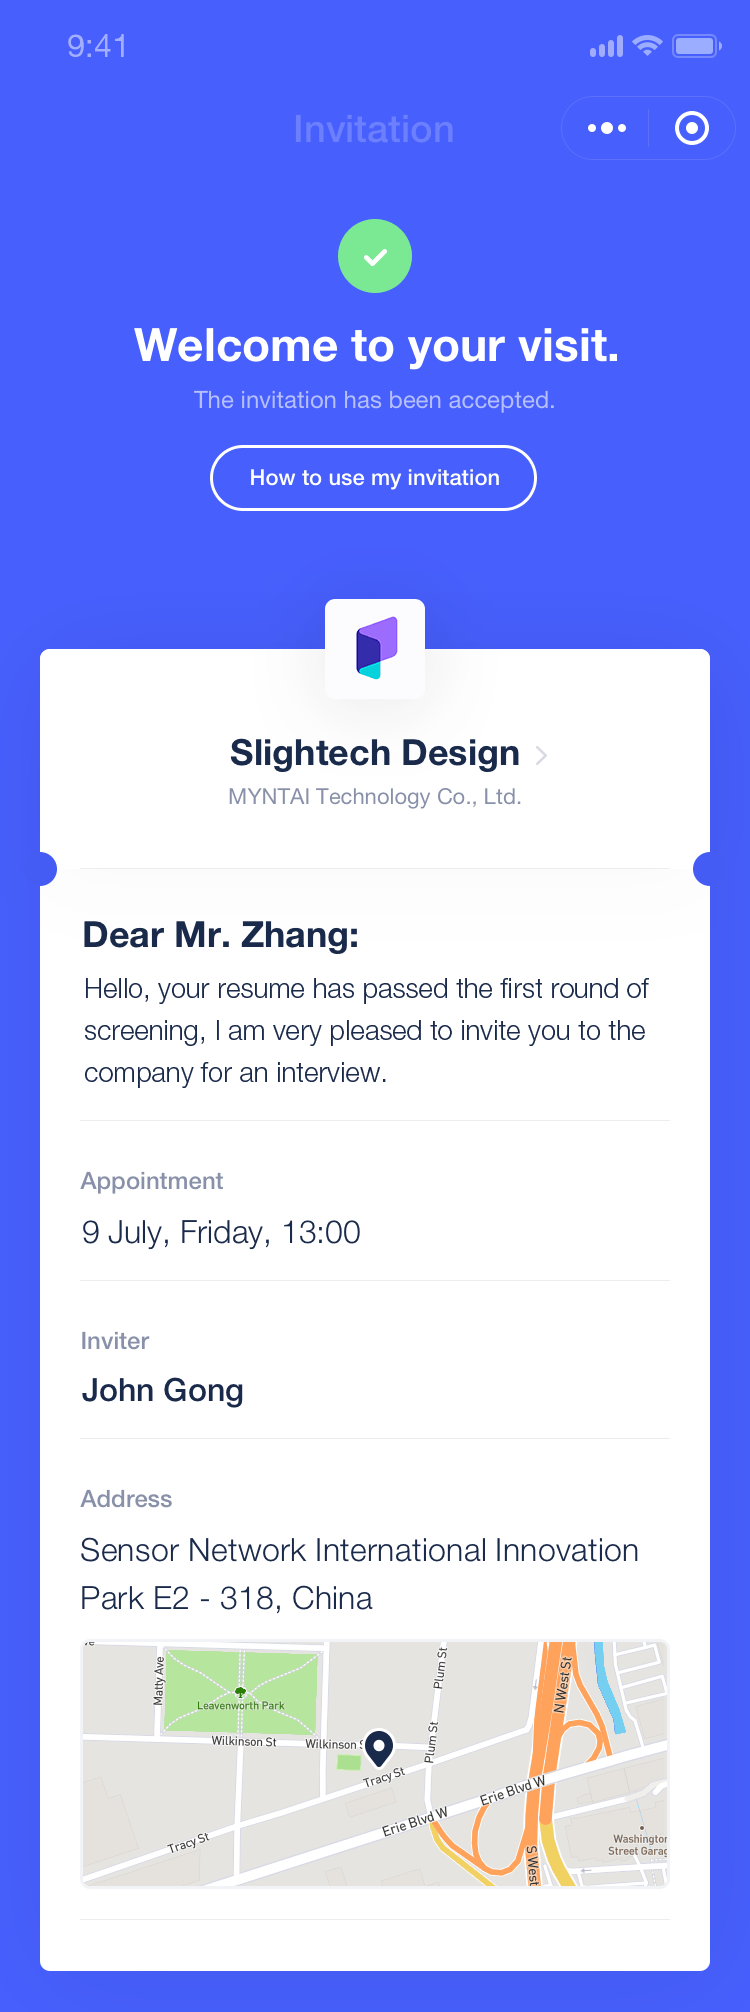 9:41
Invitation
Welcome to your visit.
The invitation has been accepted.
How to use my invitation
Slightech Design
MYNTAI Technology Co., Ltd.
Dear Mr. Zhang:
Hello, your resume has passed the first round of
screening, I am very pleased to invite you to the
company for an interview.
Appointment
9 July, Friday, 13:00
Inviter
John Gong
Address
Sensor Network International Innovation
Park E2 - 318, China
Matty Ave
Plum St
N West St
Leavenworth Park
Wilkinson St
Wilkinson S
Plum St
Tracy St
Erie Blvd W
Erie Blvd W
Tracy St
Washington
Street Garag
S West